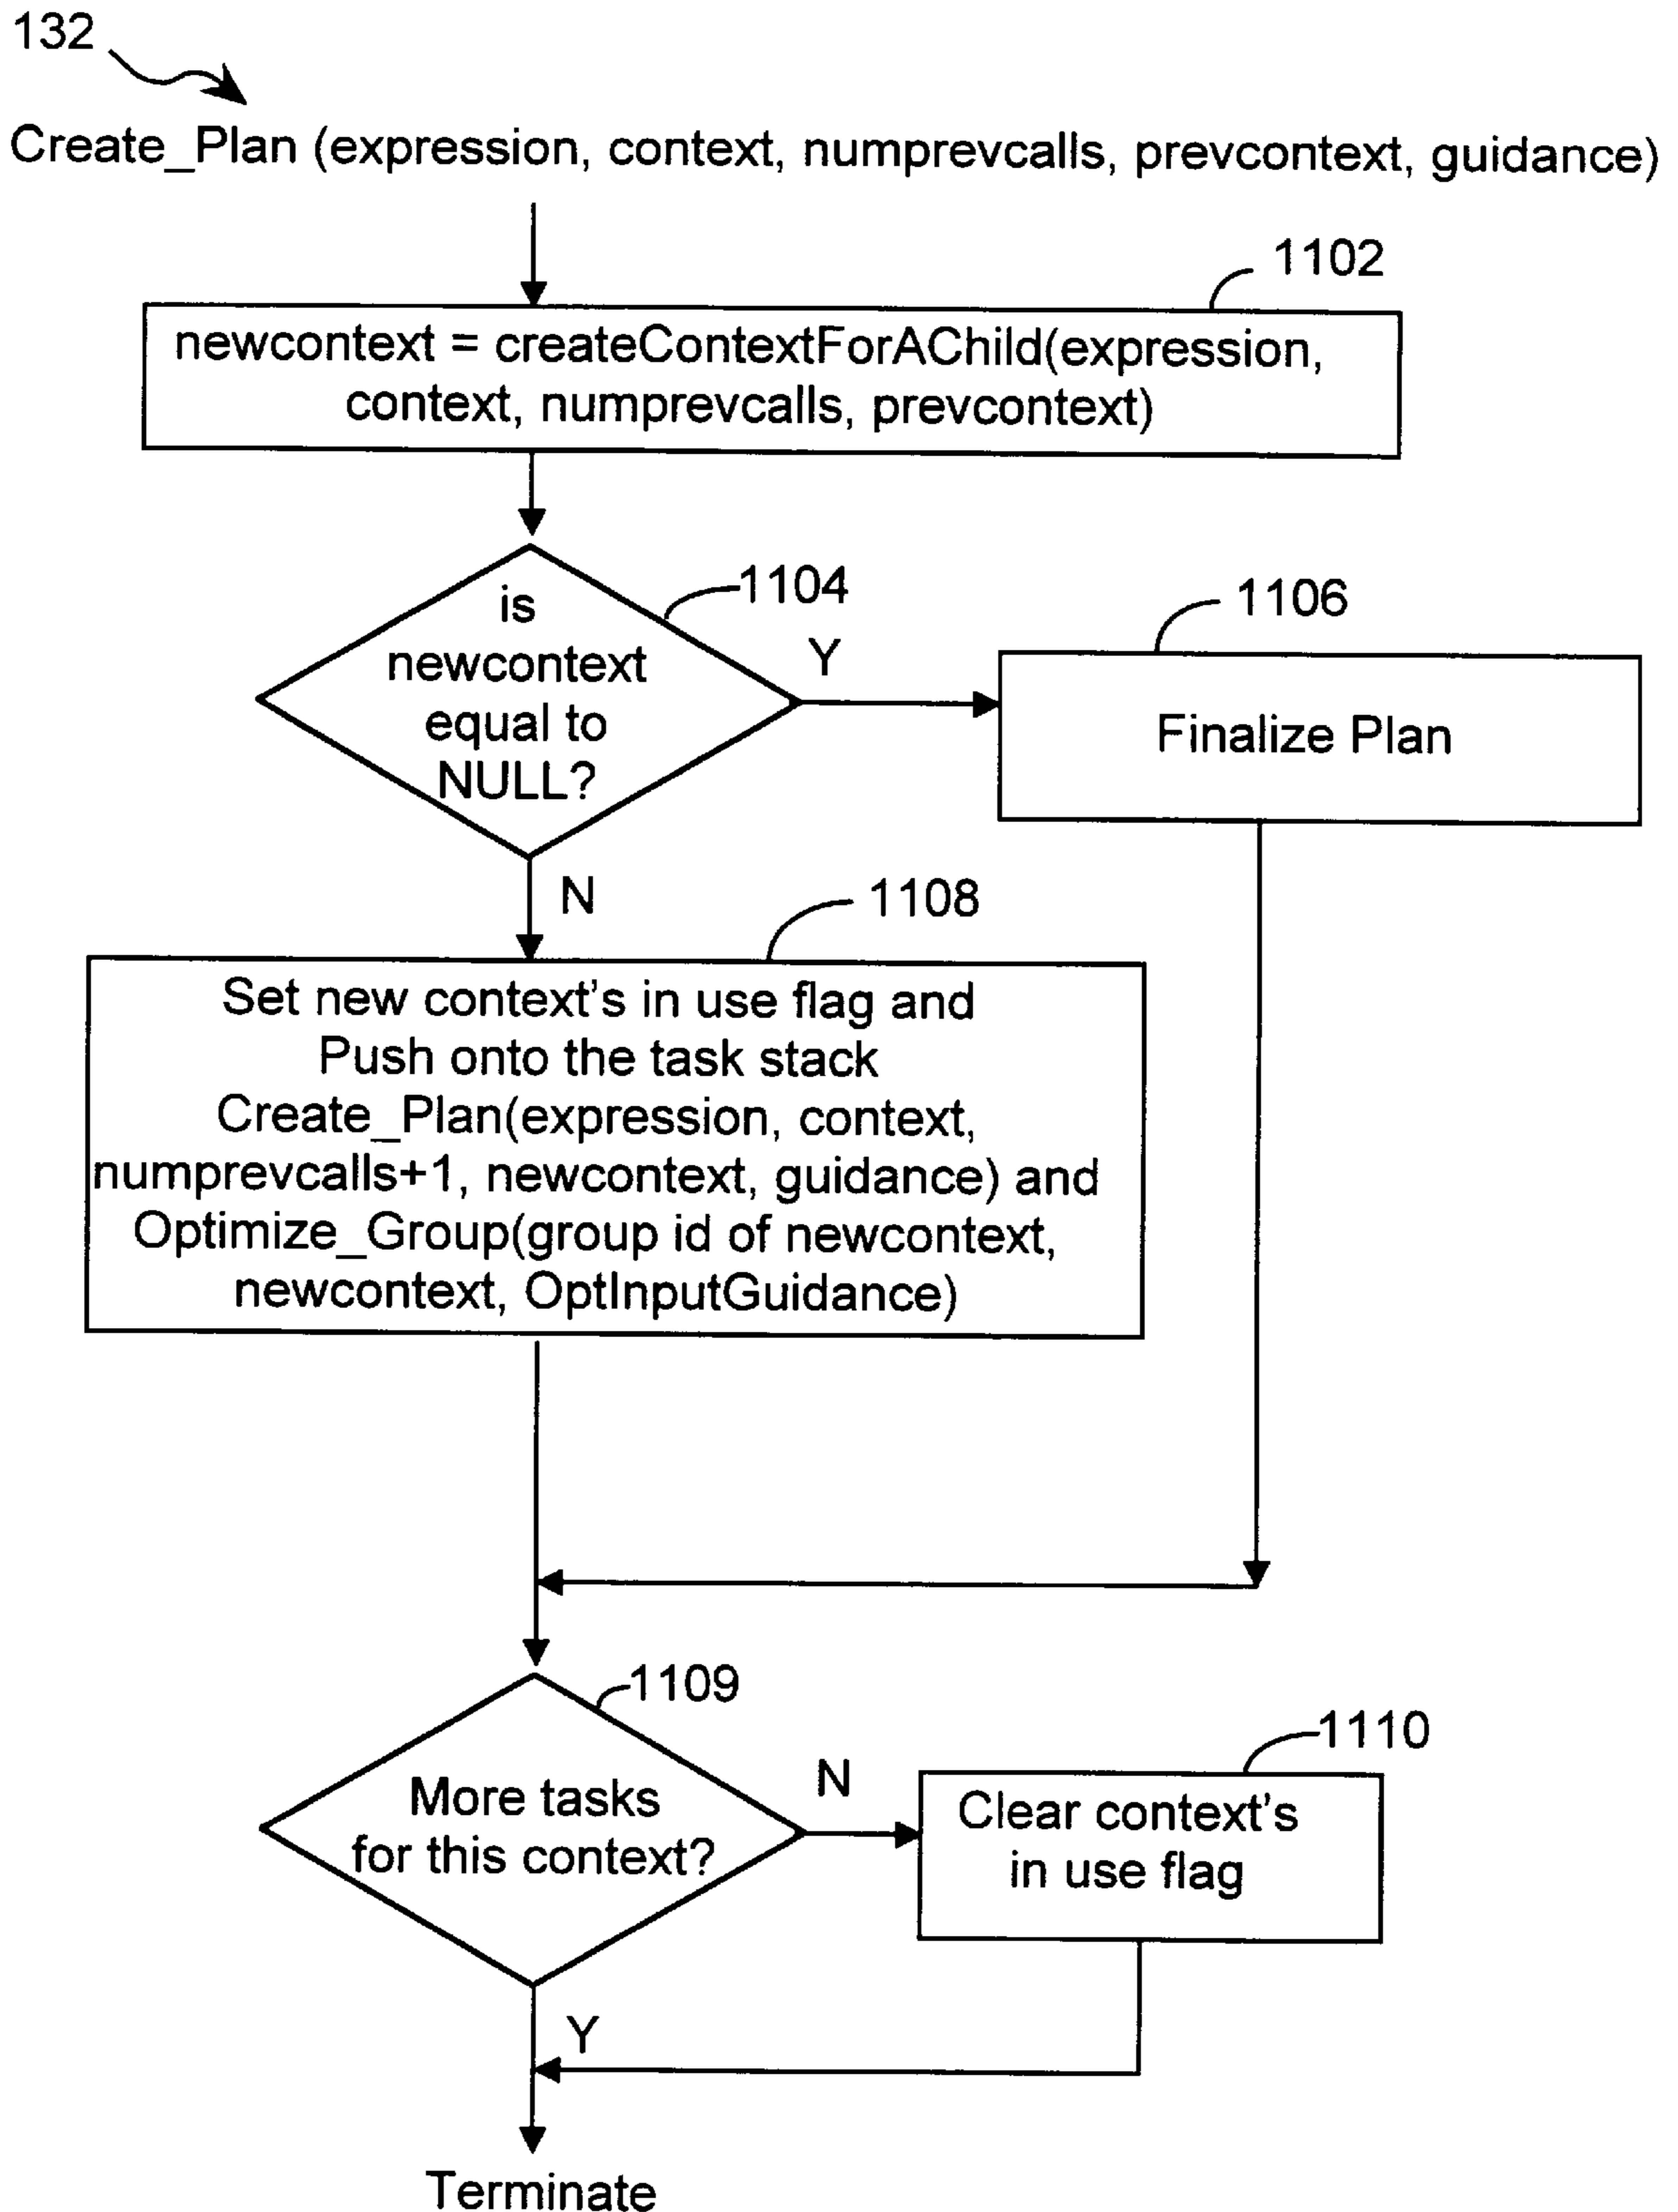 132
Create_Plan (expression, context, numprevcalls, prevcontext, guidance)
1102
newcontext = createContextForAChild(expression,
context, numprevcalls, prevcontext)
1104
is
newcontext
equal to
NULL?
Y
1106
Finalize Plan
N
1108
Set new context's in use flag and
Push onto the task stack
Create_Plan(expression, context,
numprevcalls+1, newcontext, guidance) and
Optimize_Group(group id of newcontext,
newcontext, OptInputGuidance)
1109
More tasks
for this context?
N
1110
Clear context's
in use flag
Y
Terminate